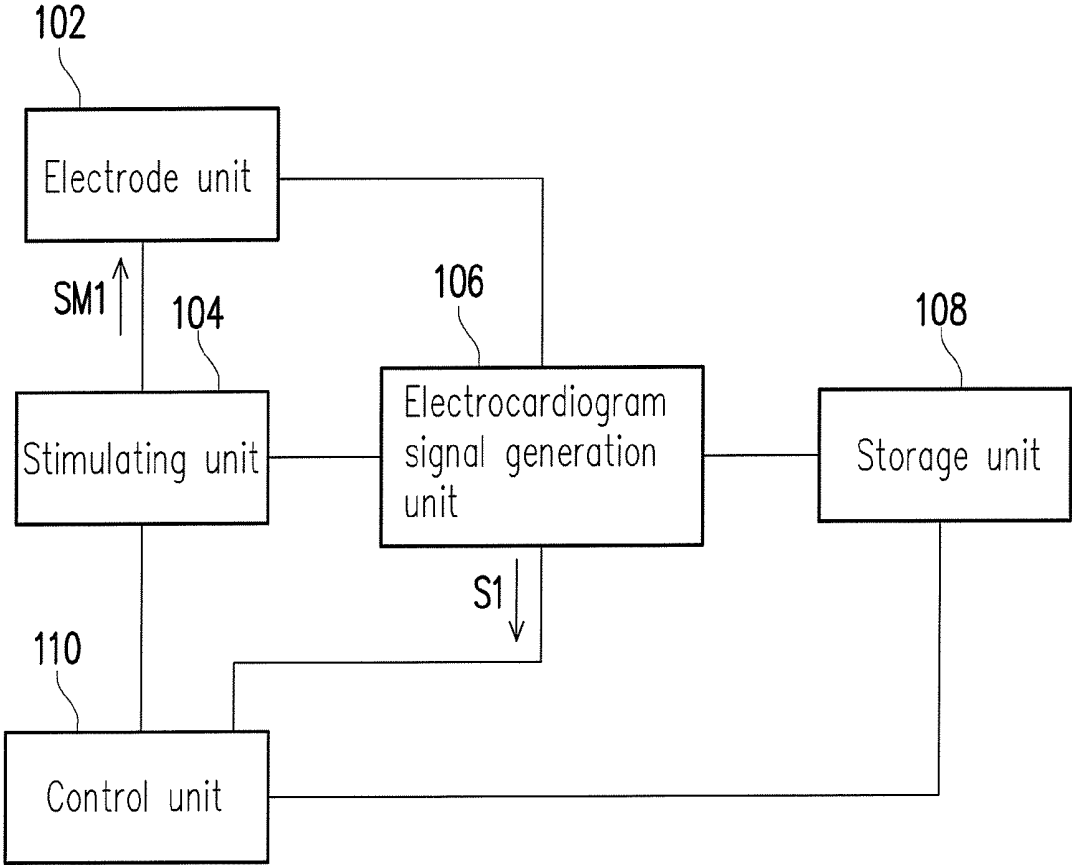 102
Electrode unit
SM1
104
106
108
Stimulating unit
Electrocardiogram
signal generation
unit
Storage unit
S1
110
Control unit